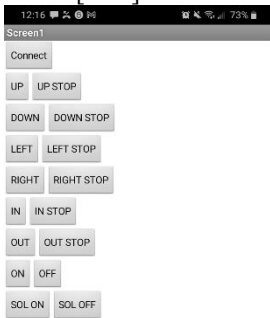 12:16 73%
Screen1
Connect
UP UP STOP
DOWN DOWN STOP
LEFT LEFT STOP
RIGHT RIGHT STOP
IN IN STOP
OUT OUT STOP
ON OFF
SOL ON SOL OFF